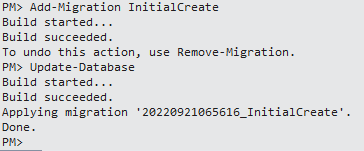 PM> Add-Migration InitialCreate
Build started...
Build succeeded.
To undo this action, use Remove-Migration.
PM> Update-Database
Build started...
Build succeeded.
Applying migration '20220921065616_InitialCreate'.
Done.
PM>